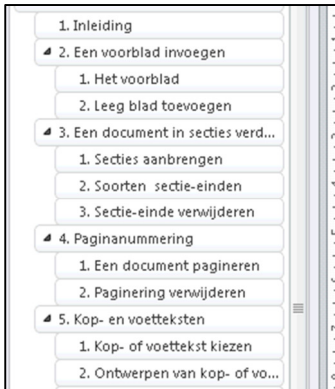 1. Inleiding
2. Een voorblad invoegen
1. Het voorblad
2. Leeg blad toevoegen
3. Een document in secties verd...
1. Secties aanbrengen
2. Soorten sectie-einden
3. Sectie-einde verwijderen
4. Paginanummering
1. Een document pagineren
2. Paginering verwijderen
5. Kop- en voetteksten
1. Kop- of voettekst kiezen
2. Ontwerpen van kop- of vo...